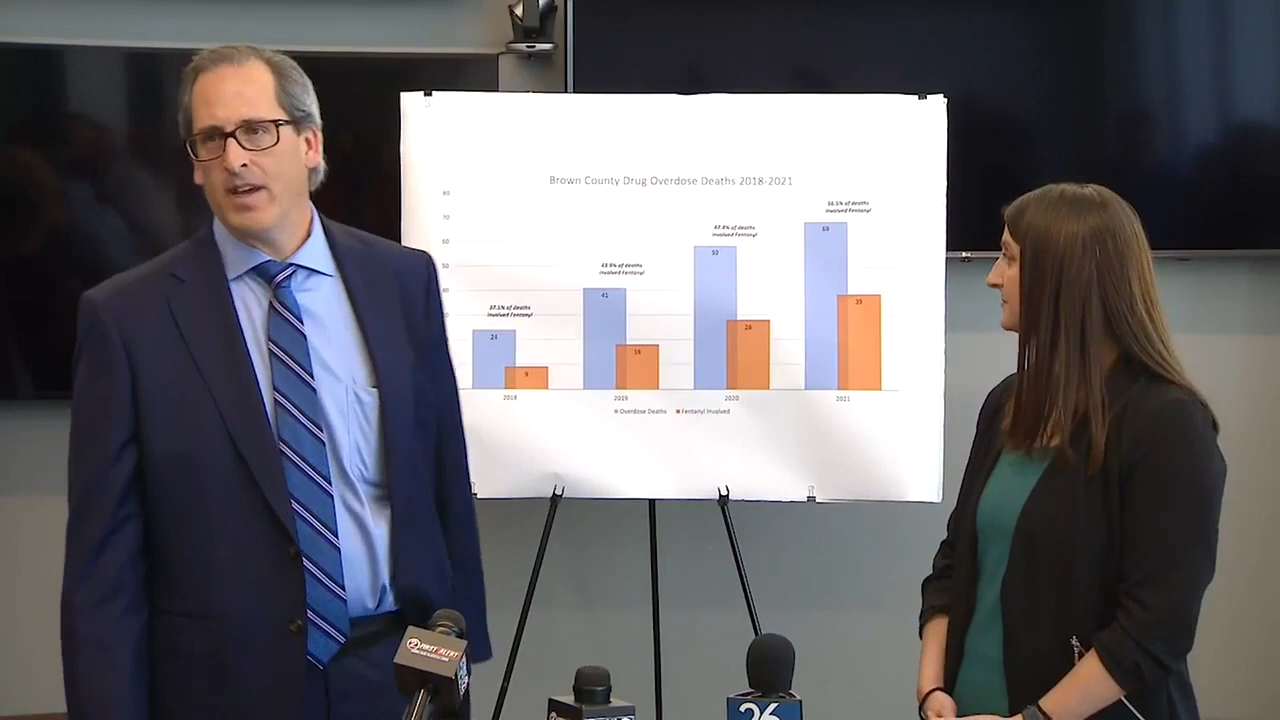 Brown County Drug Overdose Deaths 2018-2021
80
70
60
50
37.5% of deaths
involved Fentanyl
43.9% of deaths
involved Fentanyl
47.4% of deaths
involved Fentanyl
56.5% of deaths
involved Fentanyl
24
9
41
18
59
28
69
39
2018
2019
2020
2021
Overdose Deaths
Fentanyl Involved
2 FIRST ALERT
26